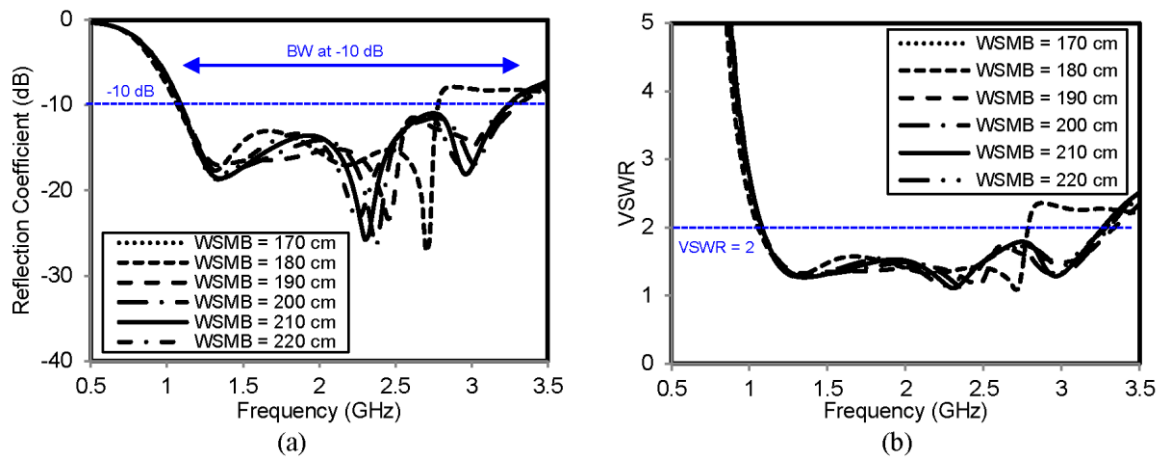 0
-10
-20
-30
-40
Reflection Coefficient (dB)
BW at -10 dB
-10 dB
WSMB = 170 cm
WSMB = 180 cm
WSMB = 190 cm
WSMB = 200 cm
WSMB = 210 cm
WSMB = 220 cm
0.5 1 1.5 2 2.5 3 3.5
Frequency (GHz)
(a)
5
4
3
2
1
0
VSWR
WSMB = 170 cm
WSMB = 180 cm
WSMB = 190 cm
WSMB = 200 cm
WSMB = 210 cm
WSMB = 220 cm
VSWR = 2
0.5 1 1.5 2 2.5 3 3.5
Frequency (GHz)
(b)